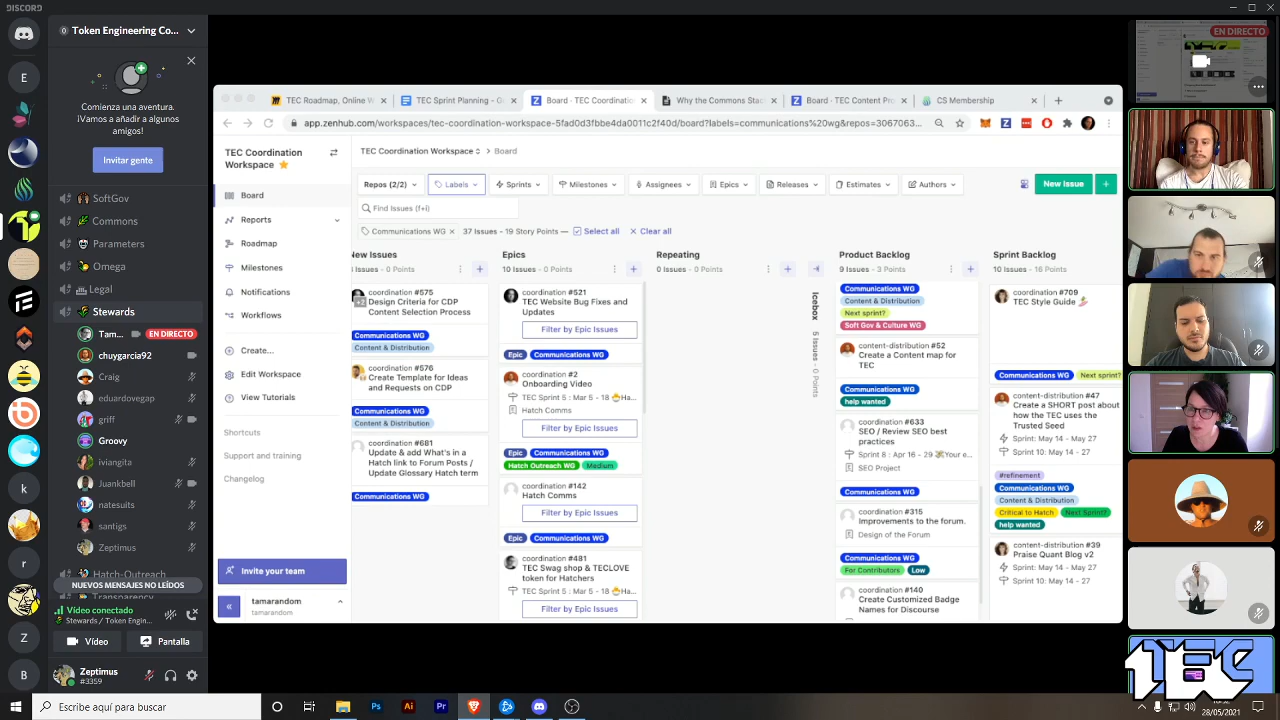 DISCORD
Token Engineering Co...
Una nueva aventura.
¡Invitemos a varios
Invitar gente
SoftGov
Commons
Parameters
Omega
Legal
Stewards
Tam... EN DIRECTO
chuygarcia92
Craig
eduardovegap
griff
Groovy
iviangita
Juankbell
natesuits
santigs
Zeptimus
Hatch-Outreach
NUEVOS MENSAJES NO LEÍDOS
Transparency
Vídeo conectado
Stewards / Token Engin...
Vídeo
Pantalla
Zepti...
TEC Roadmap, Online W
TEC Sprint Planning
Board · TEC Coordinatio
Why the Commons Sta
Board · TEC Content Pro
CS Membership
app.zenhub.com/workspaces/tec-coordination-workspace-5fad0d3fbbe4da0011c2f40d/board?labels=communications%20wg&repos=3067063...
TEC Coordination
Workspace
Board
Reports
Roadmap
Milestones
Notifications
Workflows
Create...
Edit Workspace
View Tutorials
Shortcuts
Support and training
Changelog
Invite your team
tamarandom
tamarandom
TEC Coordination Workspace > Board
Repos (2/2) Labels Sprints Milestones Assignees Epics Releases Estimates Authors New issue
Find Issues (f+i)
Communications WG × 37 Issues - 19 Story Points — Select all × Clear all
New Issues
Issues - 0 Points
coordination #575
Design Criteria for CDP
Content Selection Process
Communications WG
Content & Distribution
coordination #576
Create Template for Ideas
and Requests on CDP
Communications WG
Content & Distribution
coordination #681
Update & add What's in a
Hatch link to Forum Posts /
Update Glossary Hatch term
Communications WG
Epics
10 Issues - 0 Points
coordination #521
TEC Website Bug Fixes and
Updates
Filter by Epic Issues
Epic Communications WG
coordination #2
Onboarding Video
TEC Sprint 5 : Mar 5 - 18 🐣Ha...
Hatch Comms
Filter by Epic Issues
Epic Communications WG
Hatch Outreach WG Medium
coordination #142
Hatch Comms
Filter by Epic Issues
Epic Communications WG
coordination #481
TEC Swag shop & TECLOVE
token for Hatchers
TEC Sprint 5 : Mar 5 - 18 🐣Ha...
Filter by Epic Issues
Repeating
0 Issues - 0 Points
Icebox 5 Issues - 0 Points
Product Backlog
9 Issues - 3 Points
Communications WG
Content & Distribution
Next sprint?
Soft Gov & Culture WG
content-distribution #52
Create a Content map for
TEC
Communications WG
help wanted
coordination #633
SEO / Review SEO best
practices
Sprint 8 : Apr 16 - 29 Your e...
SEO Project
Communications WG
coordination #315
Improvements to the forum.
Design of the Forum
Communications WG
For Contributors Low
coordination #140
Create Customized Badge
Names for Discourse
Sprint Backlog
10 Issues - 16 Points
coordination #709
TEC Style Guide
Communications WG Next sprint?
content-distribution #47
Create a SHORT post about
how the TEC uses the
Trusted Seed
Sprint: May 14 - May 27
Sprint 10: May 14 - 27
#refinement
Communications WG
Content & Distribution
Critical to Hatch Next Sprint?
help wanted
content-distribution #39
Praise Quant Blog v2
Sprint: May 14 - May 27
Sprint 10: May 14 - 27
EN DIRECTO
TEC
Escribe aquí para buscar
28/05/2021